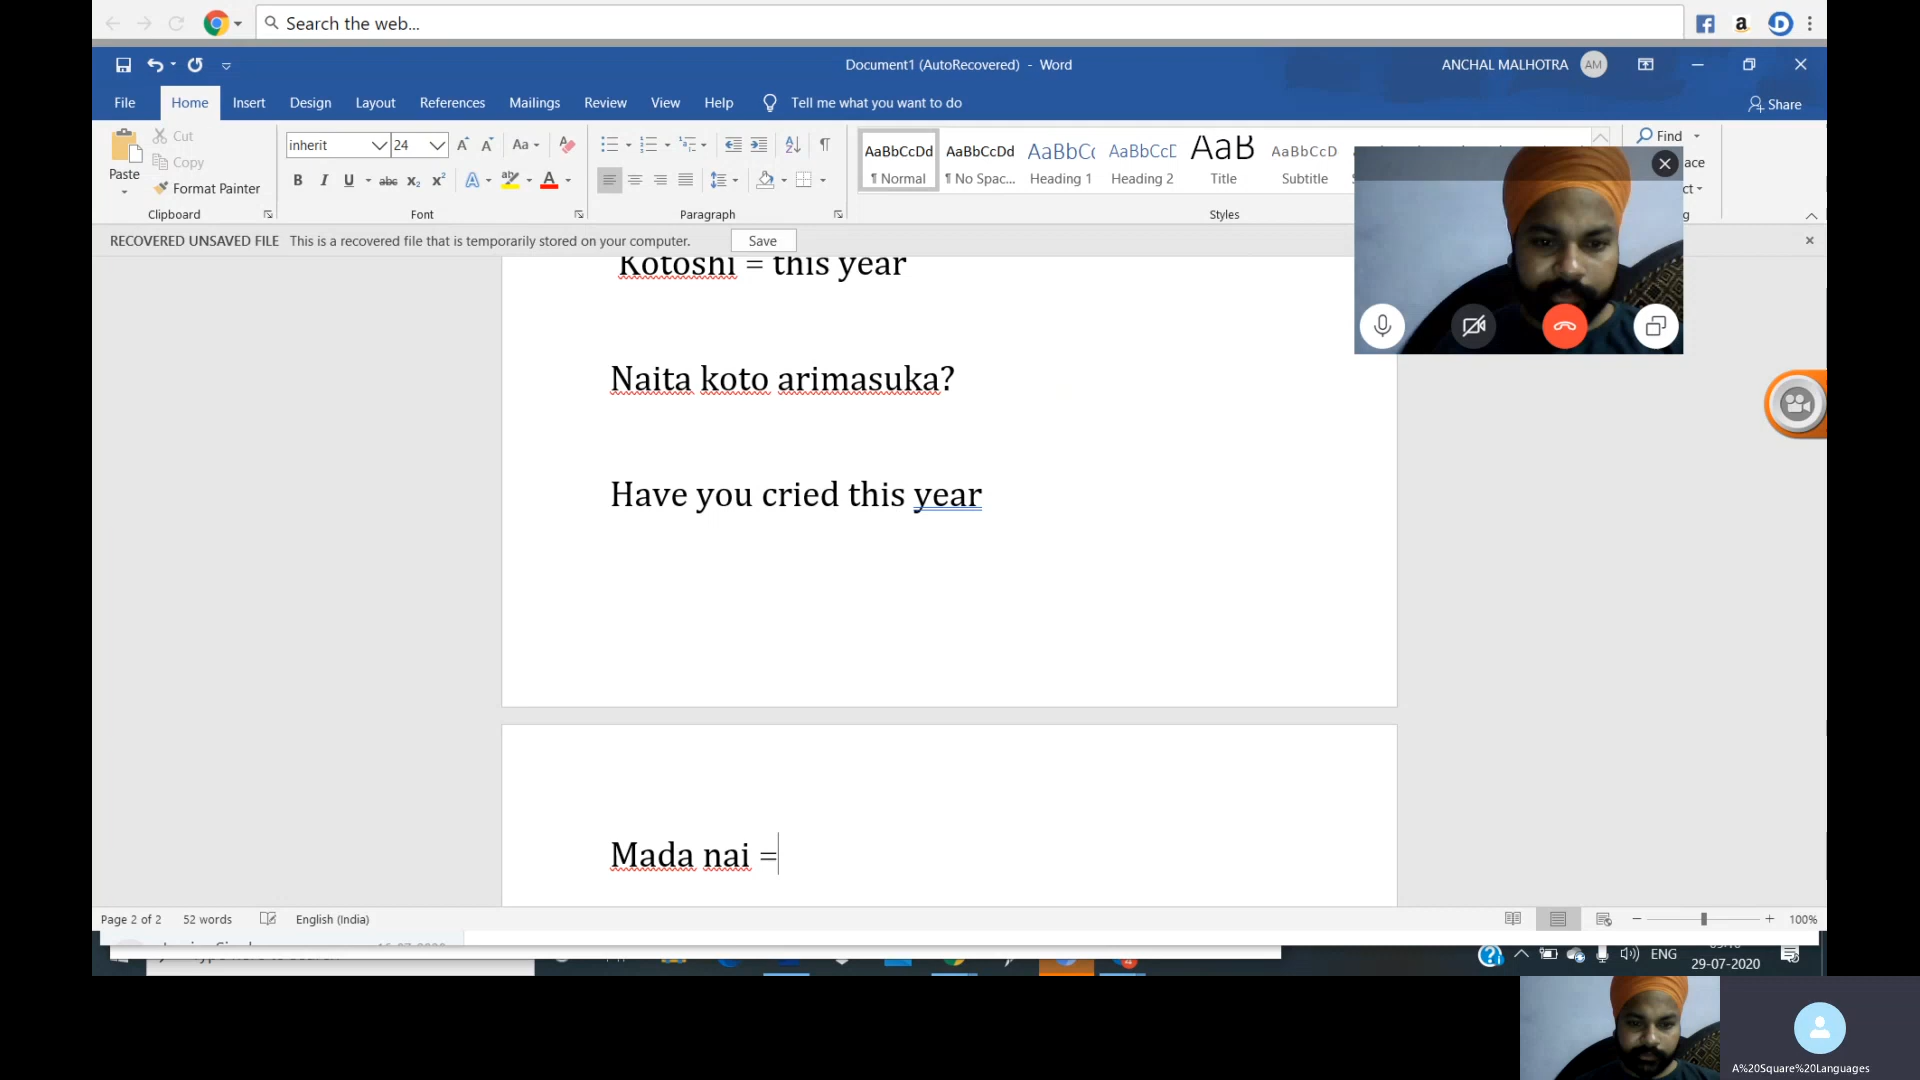 Search the web...
Document1 (AutoRecovered) - Word
ANCHAL MALHOTRA AM
File Home Insert Design Layout References Mailings Review View Help Tell me what you want to do Share
Paste
Cut
Copy
Format Painter
Clipboard
inherit 24
Font
Paragraph
AaBbCcDd AaBbCcDd AaBbCc AaBbCcD AaB AaBbCcD
¶ Normal ¶ No Spac... Heading 1 Heading 2 Title Subtitle
Styles
Find
RECOVERED UNSAVED FILE This is a recovered file that is temporarily stored on your computer. Save
Kotoshi = this year
Naita koto arimasuka?
Have you cried this year
Mada nai =
Page 2 of 2 52 words English (India) 100%
ENG
29-07-2020
A%20Square%20Languages